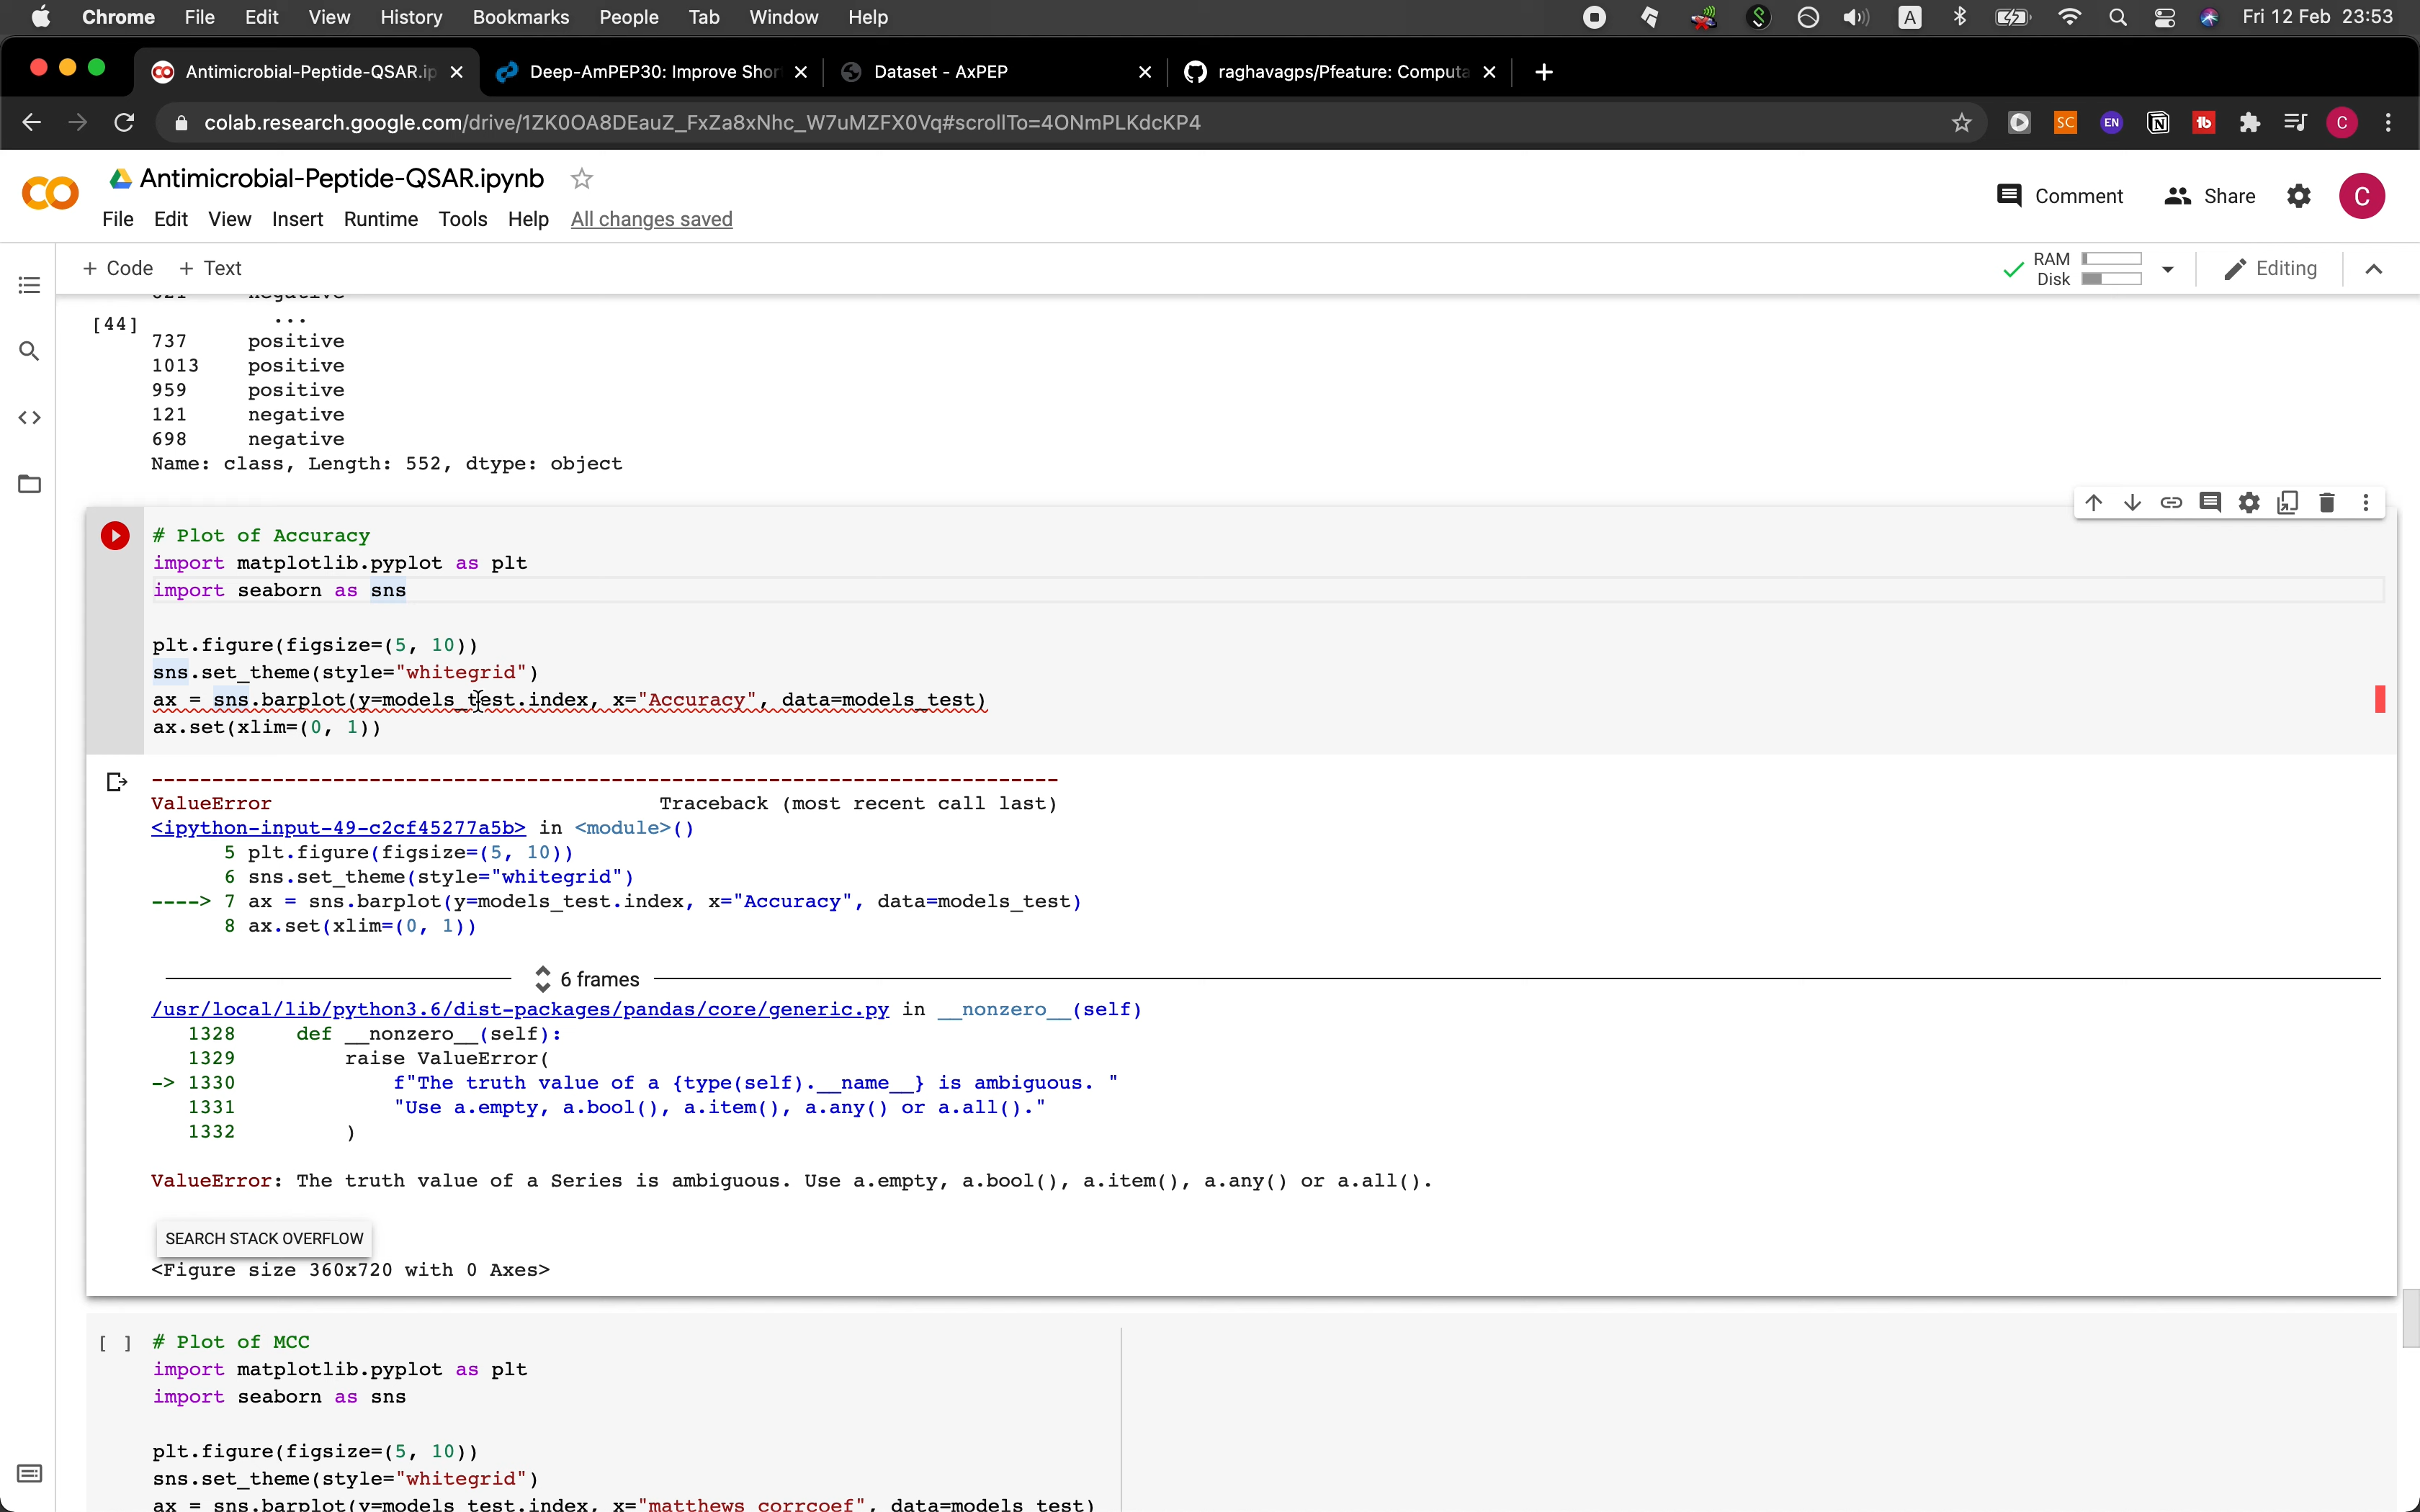 Chrome File Edit View History Bookmarks People Tab Window Help A Fri 12 Feb 23:53
Antimicrobial-Peptide-QSAR.ip Deep-AmPEP30: Improve Shor Dataset - AxPEP raghavagps/Pfeature: Computa
colab.research.google.com/drive/1ZK0OA8DEauZ_FxZa8xNhc_W7uMZFX0Vq#scrollTo=4ONmPLKdcKP4 SC EN C
Antimicrobial-Peptide-QSAR.ipynb
Comment Share C
File Edit View Insert Runtime Tools Help All changes saved
+ Code + Text RAM Disk Editing
[44] ...
737 positive
1013 positive
959 positive
121 negative
698 negative
Name: class, Length: 552, dtype: object
# Plot of Accuracy
import matplotlib.pyplot as plt
import seaborn as sns
plt.figure(figsize=(5, 10))
sns.set_theme(style="whitegrid")
ax = sns.barplot(y=models_test.index, x="Accuracy", data=models_test)
ax.set(xlim=(0, 1))
---------------------------------------------------------------------------
ValueError Traceback (most recent call last)
<ipython-input-49-c2cf45277a5b> in <module>()
5 plt.figure(figsize=(5, 10))
6 sns.set_theme(style="whitegrid")
----> 7 ax = sns.barplot(y=models_test.index, x="Accuracy", data=models_test)
8 ax.set(xlim=(0, 1))
6 frames
/usr/local/lib/python3.6/dist-packages/pandas/core/generic.py in __nonzero__(self)
1328 def __nonzero__(self):
1329 raise ValueError(
-> 1330 f"The truth value of a {type(self).__name__} is ambiguous. "
1331 "Use a.empty, a.bool(), a.item(), a.any() or a.all()."
1332 )
ValueError: The truth value of a Series is ambiguous. Use a.empty, a.bool(), a.item(), a.any() or a.all().
SEARCH STACK OVERFLOW
<Figure size 360x720 with 0 Axes>
[ ] # Plot of MCC
import matplotlib.pyplot as plt
import seaborn as sns
plt.figure(figsize=(5, 10))
sns.set_theme(style="whitegrid")
ax = sns.barplot(y=models_test.index, x="matthews_corrcoef", data=models_test)